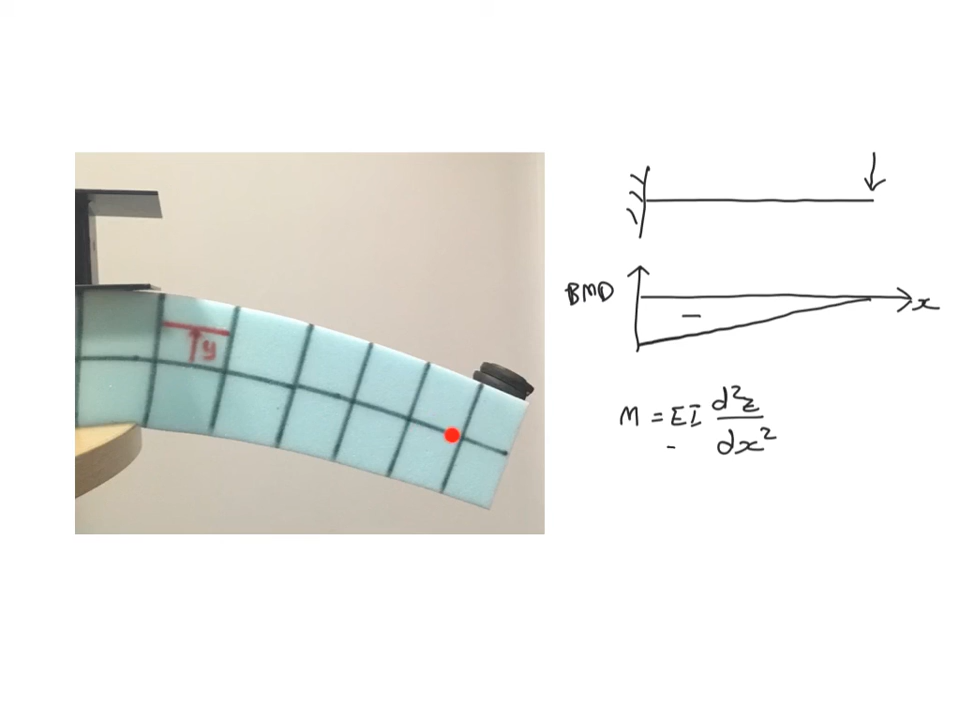 y
BMD
-
x
M = EI d²z/dx²
-